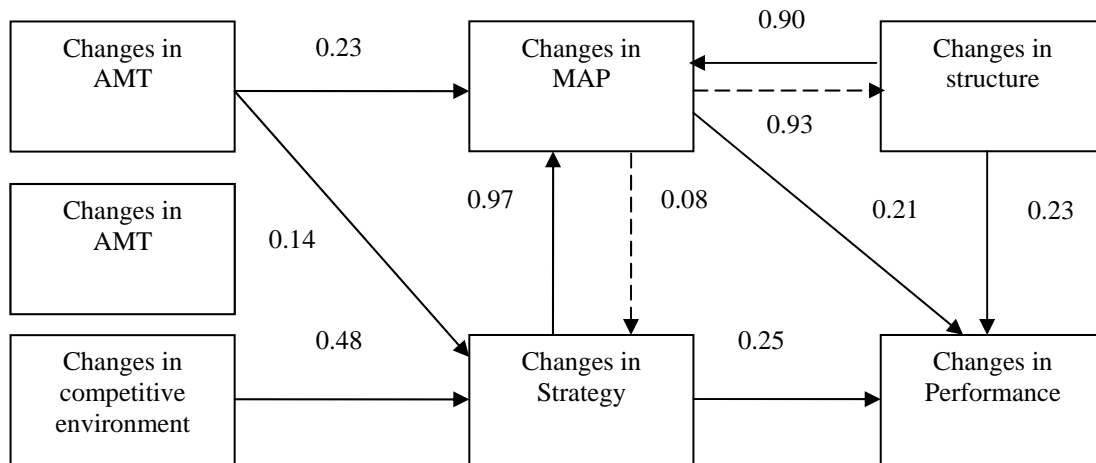 Changes in
AMT
0.23
Changes in
MAP
0.90
Changes in
structure
0.93
Changes in
AMT
0.14
0.97
0.08
0.21
0.23
Changes in
competitive
environment
0.48
Changes in
Strategy
0.25
Changes in
Performance